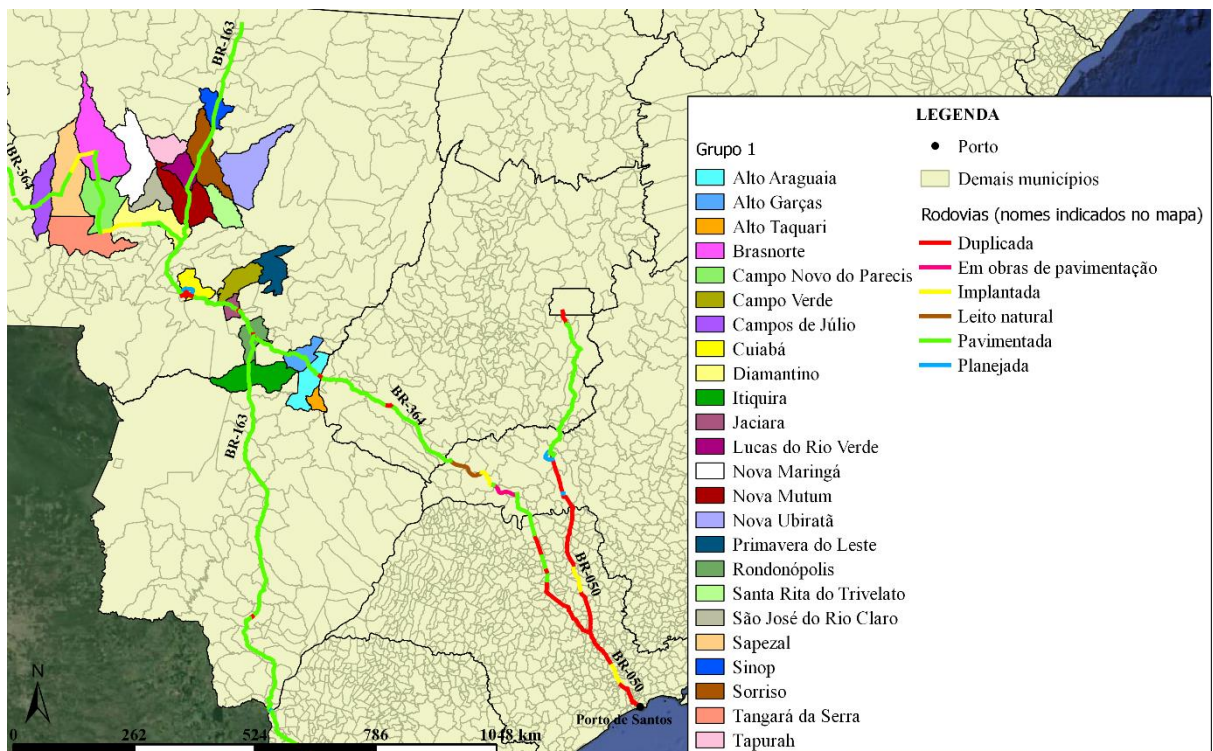 BR-163
BR-364
BR-163
BR-364
BR-050
BR-050
Porto de Santos
N
0 262 524 786 1048 km
LEGENDA
Porto
Demais municípios
Rodovias (nomes indicados no mapa)
Duplicada
Em obras de pavimentação
Implantada
Leito natural
Pavimentada
Planejada
Grupo 1
Alto Araguaia
Alto Garças
Alto Taquari
Brasnorte
Campo Novo do Parecis
Campo Verde
Campos de Júlio
Cuiabá
Diamantino
Itiquira
Jaciara
Lucas do Rio Verde
Nova Maringá
Nova Mutum
Nova Ubiratã
Primavera do Leste
Rondonópolis
Santa Rita do Trivelato
São José do Rio Claro
Sapezal
Sinop
Sorriso
Tangará da Serra
Tapurah